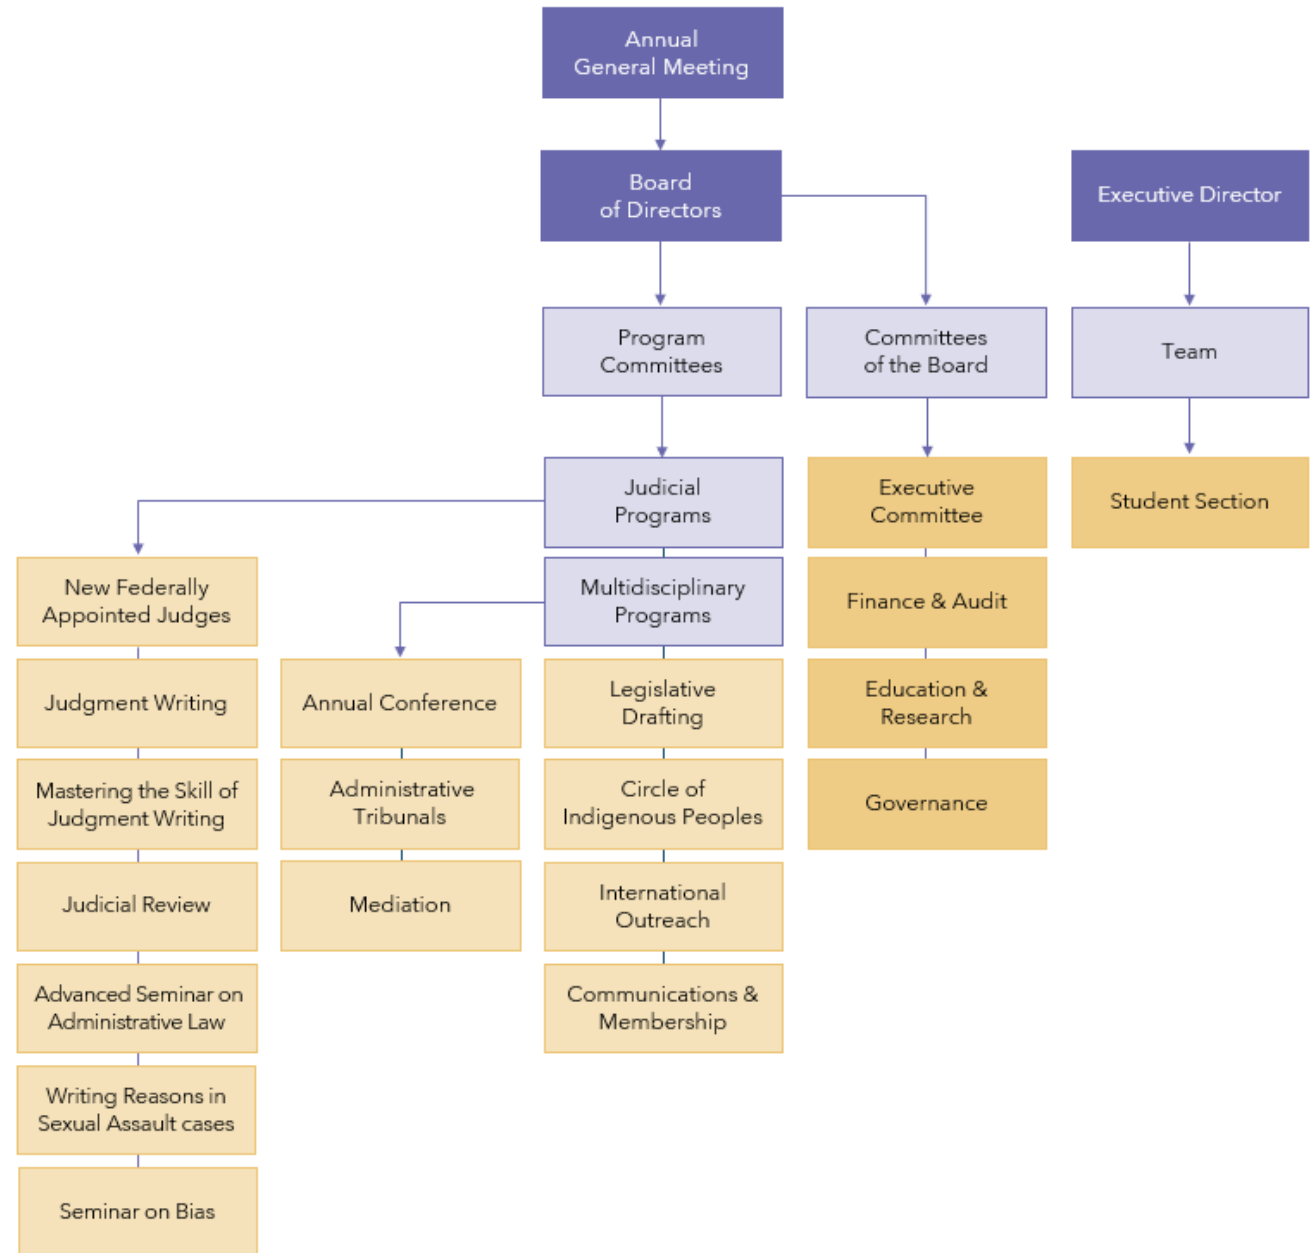 Annual
General Meeting
Board
of Directors
Executive Director
Program
Committees
Committees
of the Board
Team
Judicial
Programs
Executive
Committee
Student Section
New Federally
Appointed Judges
Multidisciplinary
Programs
Finance & Audit
Judgment Writing
Annual Conference
Legislative
Drafting
Education &
Research
Mastering the Skill of
Judgment Writing
Administrative
Tribunals
Circle of
Indigenous Peoples
Governance
Judicial Review
Mediation
International
Outreach
Advanced Seminar on
Administrative Law
Communications &
Membership
Writing Reasons in
Sexual Assault cases
Seminar on Bias